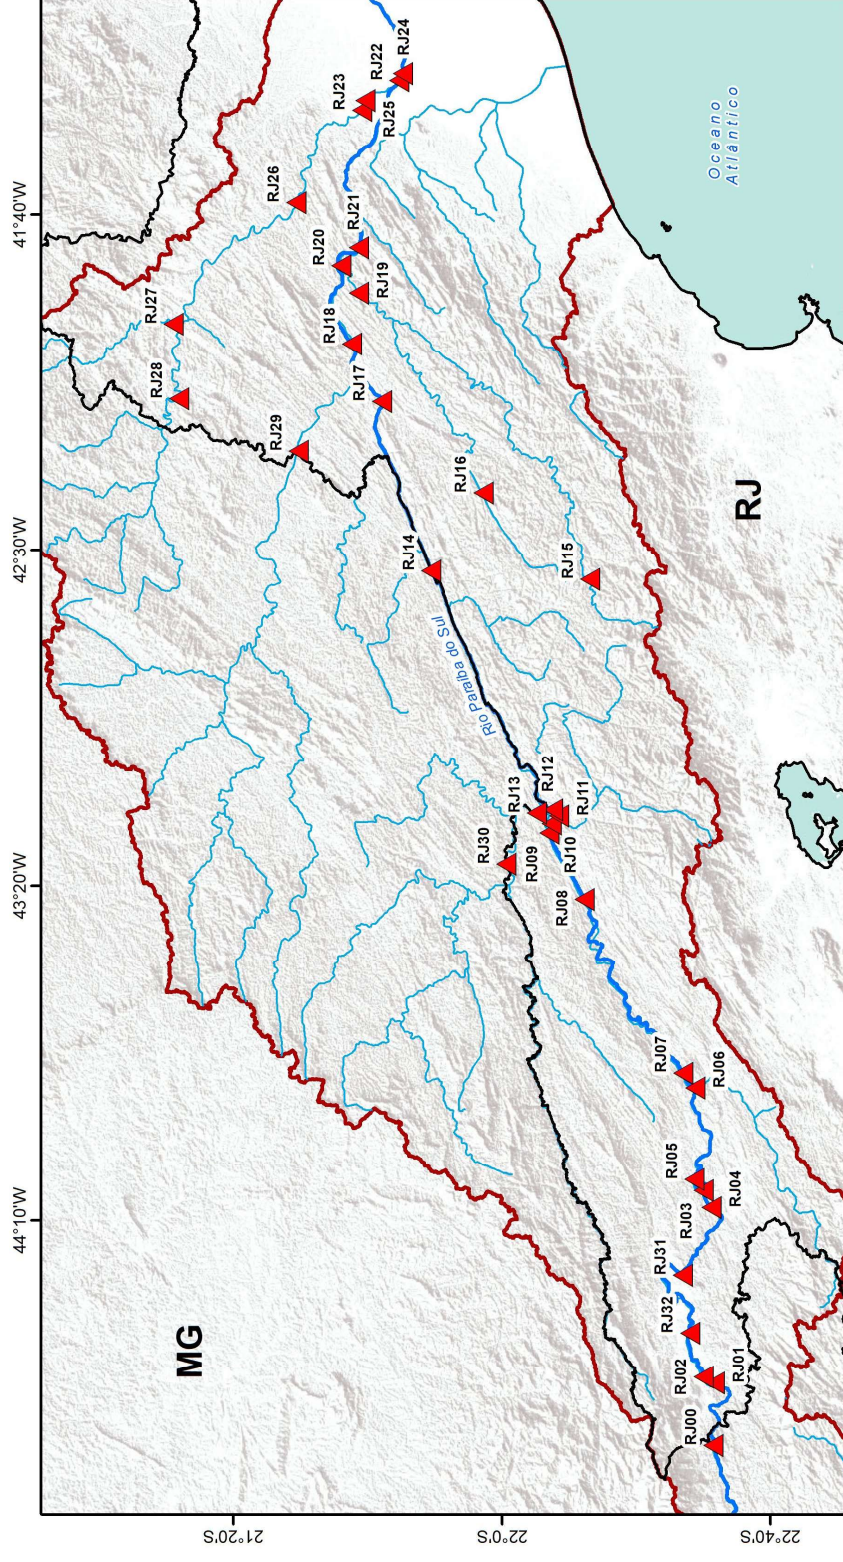 MG
RJ
Oceano
Atlântico
Rio Paraíba do Sul
RJ00
RJ01
RJ02
RJ32
RJ31
RJ03
RJ04
RJ05
RJ06
RJ07
RJ08
RJ09
RJ10
RJ11
RJ12
RJ13
RJ30
RJ14
RJ15
RJ16
RJ17
RJ18
RJ19
RJ20
RJ21
RJ29
RJ28
RJ27
RJ26
RJ25
RJ23
RJ22
RJ24
44°10'W
43°20'W
42°30'W
41°40'W
21°20'S
22°0'S
22°40'S